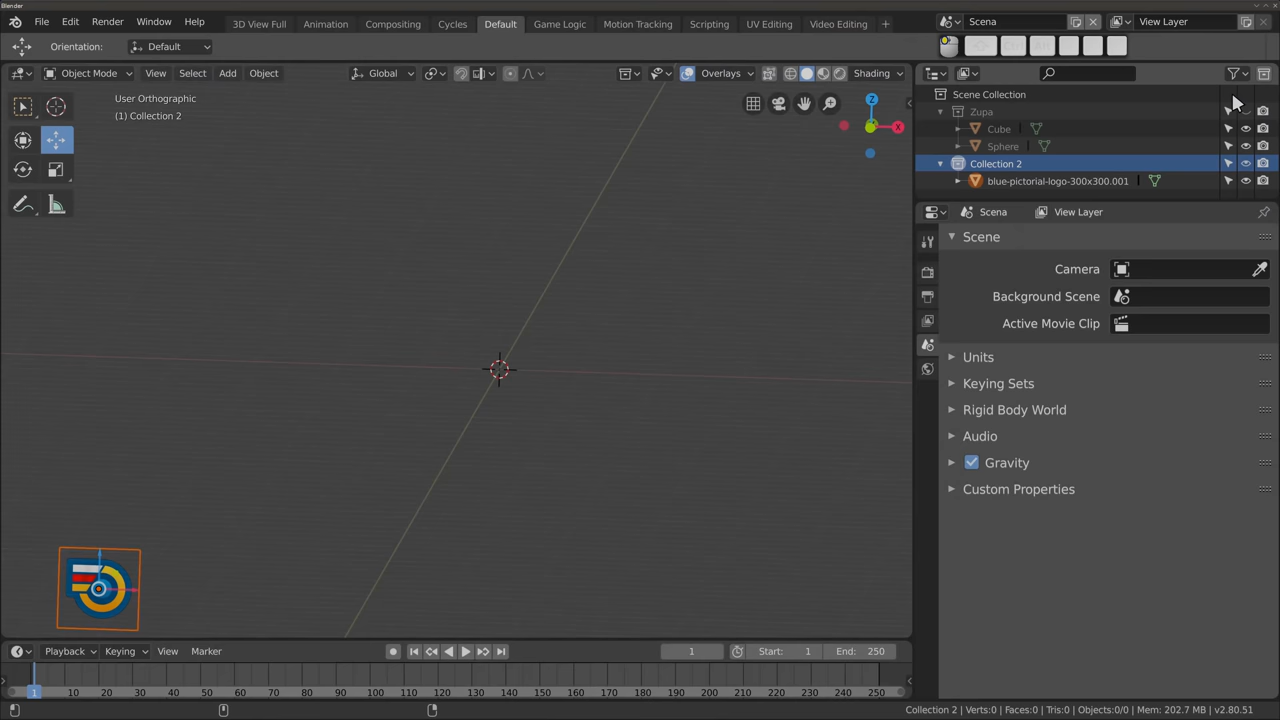 Blender
File Edit Render Window Help
3D View Full Animation Compositing Cycles Default Game Logic Motion Tracking Scripting UV Editing Video Editing +
Scena View Layer
Orientation: Default
Object Mode View Select Add Object Global Overlays Shading
User Orthographic
(1) Collection 2
Z
X
Scene Collection
Zupa
Cube
Sphere
Collection 2
blue-pictorial-logo-300x300.001
Scena View Layer
Scene
Camera
Background Scene
Active Movie Clip
Units
Keying Sets
Rigid Body World
Audio
Gravity
Custom Properties
Playback Keying View Marker 1 Start: 1 End: 250
1 10 20 30 40 50 60 70 80 90 100 110 120 130 140 150 160 170 180 190 200 210 220 230 240 250
Collection 2 | Verts:0 | Faces:0 | Tris:0 | Objects:0/0 | Mem: 202.7 MB | v2.80.51